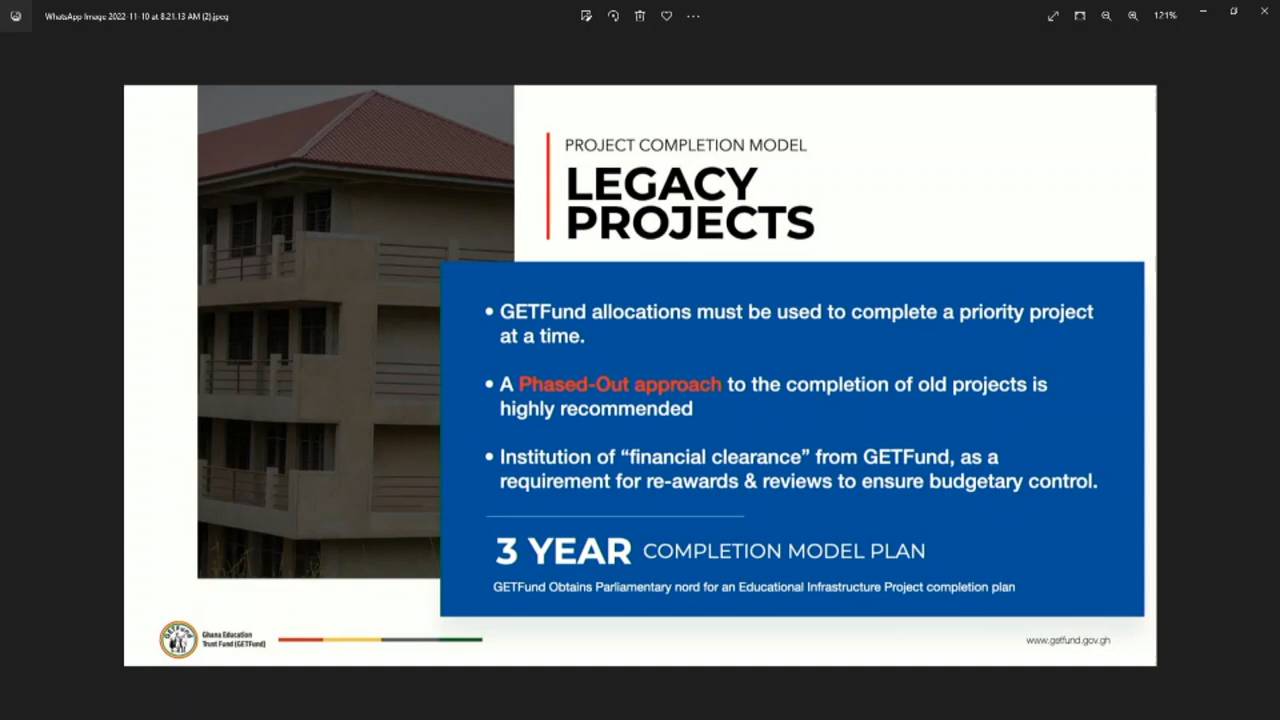 WhatsApp Image 2022-11-10 at 8.21.13 AM (2).jpeg
121%
PROJECT COMPLETION MODEL
LEGACY
PROJECTS
• GETFund allocations must be used to complete a priority project
at a time.
• A Phased-Out approach to the completion of old projects is
highly recommended
• Institution of “financial clearance” from GETFund, as a
requirement for re-awards & reviews to ensure budgetary control.
3 YEAR COMPLETION MODEL PLAN
GETFund Obtains Parliamentary nord for an Educational Infrastructure Project completion plan
GETFund
Ghana Education
Trust Fund (GETFund)
www.getfund.gov.gh